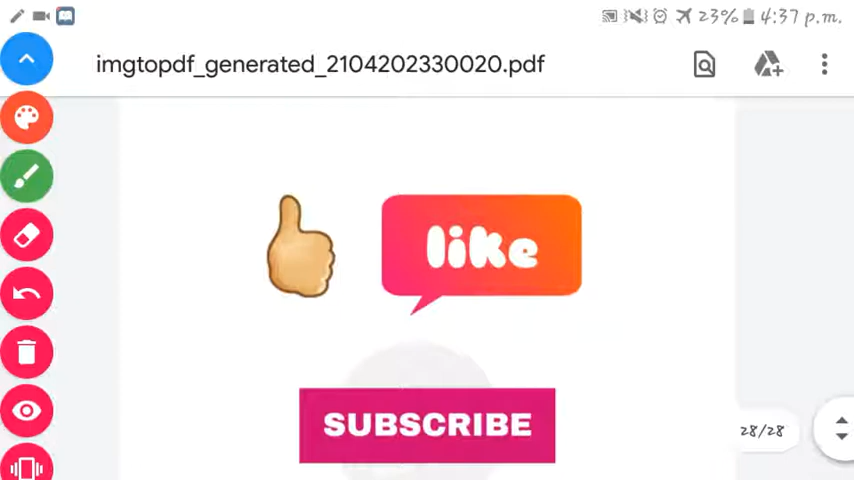 23% 4:37 p.m.
imgtopdf_generated_2104202330020.pdf
like
SUBSCRIBE
28/28